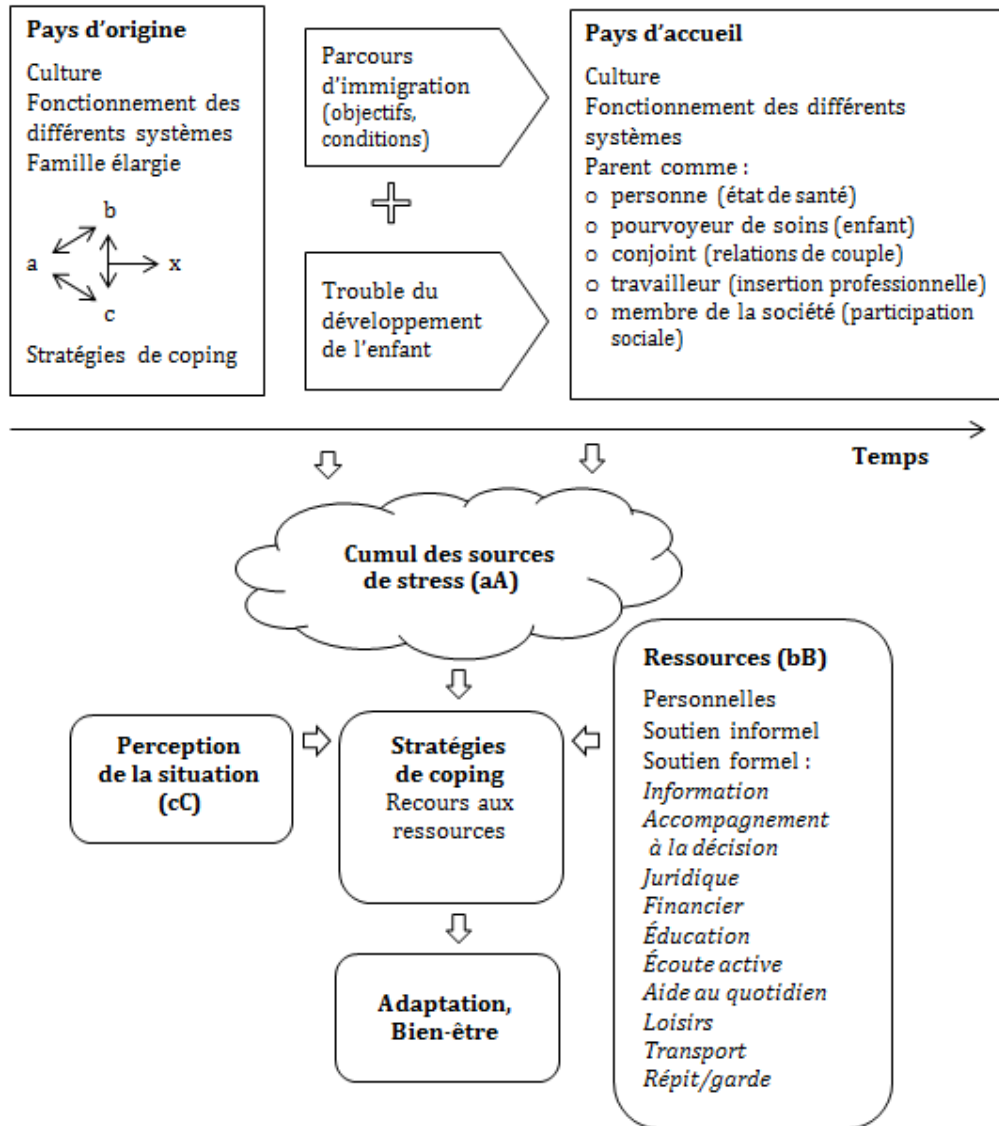 Pays d'origine
Culture
Fonctionnement des
différents systèmes
Famille élargie
b
a
x
c
Stratégies de coping
Parcours
d'immigration
(objectifs,
conditions)
Trouble du
développement
de l'enfant
Pays d'accueil
Culture
Fonctionnement des différents
systèmes
Parent comme :
o personne (état de santé)
o pourvoyeur de soins (enfant)
o conjoint (relations de couple)
o travailleur (insertion professionnelle)
o membre de la société (participation
sociale)
Temps
Cumul des sources
de stress (aA)
Perception
de la situation
(cC)
Stratégies
de coping
Recours aux
ressources
Adaptation,
Bien-être
Ressources (bB)
Personnelles
Soutien informel
Soutien formel :
Information
Accompagnement
à la décision
Juridique
Financier
Éducation
Écoute active
Aide au quotidien
Loisirs
Transport
Répit/garde